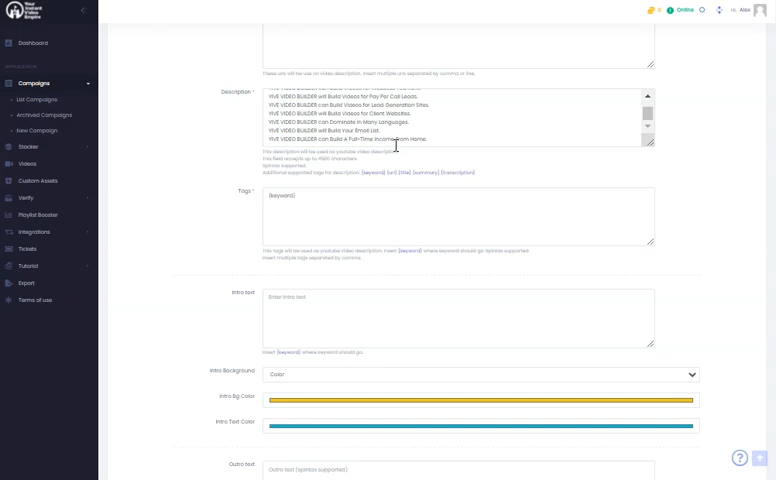 YOUR
INSTANT
VIDEO
EMPIRE
0
Online
Hi, Alex
Dashboard
APPLICATION
Campaigns
List Campaigns
Archived Campaigns
New Campaign
Stacker
Videos
Custom Assets
Verify
Playlist Booster
Integrations
Tickets
Tutorial
Export
Terms of use
These urls will be use on video description. Insert multiple urls separated by comma or line.
Description *
YIVE VIDEO BUILDER will Build Videos for Pay Per Call Leads.
YIVE VIDEO BUILDER can Build Videos for Lead Generation Sites.
YIVE VIDEO BUILDER will Build Videos for Client Websites.
YIVE VIDEO BUILDER can Dominate in Many Languages.
YIVE VIDEO BUILDER will Build Your Email List.
YIVE VIDEO BUILDER can Build A Full-Time Income From Home.
This description will be used as youtube video description.
This field accepts up to 4500 characters
Spintax supported.
Additional supported tags for description: {keyword} {url} {title} {summary} {transcription}
Tags *
{keyword}
This tags will be used as youtube video description. Insert {keyword} where keyword should go. Spintax supported.
Insert multiple tags separated by comma.
Intro text
Enter intro text
Insert {keyword} where keyword should go.
Intro Background
Color
Intro Bg Color
Intro Text Color
Outro text
Outro text (spintax supported)